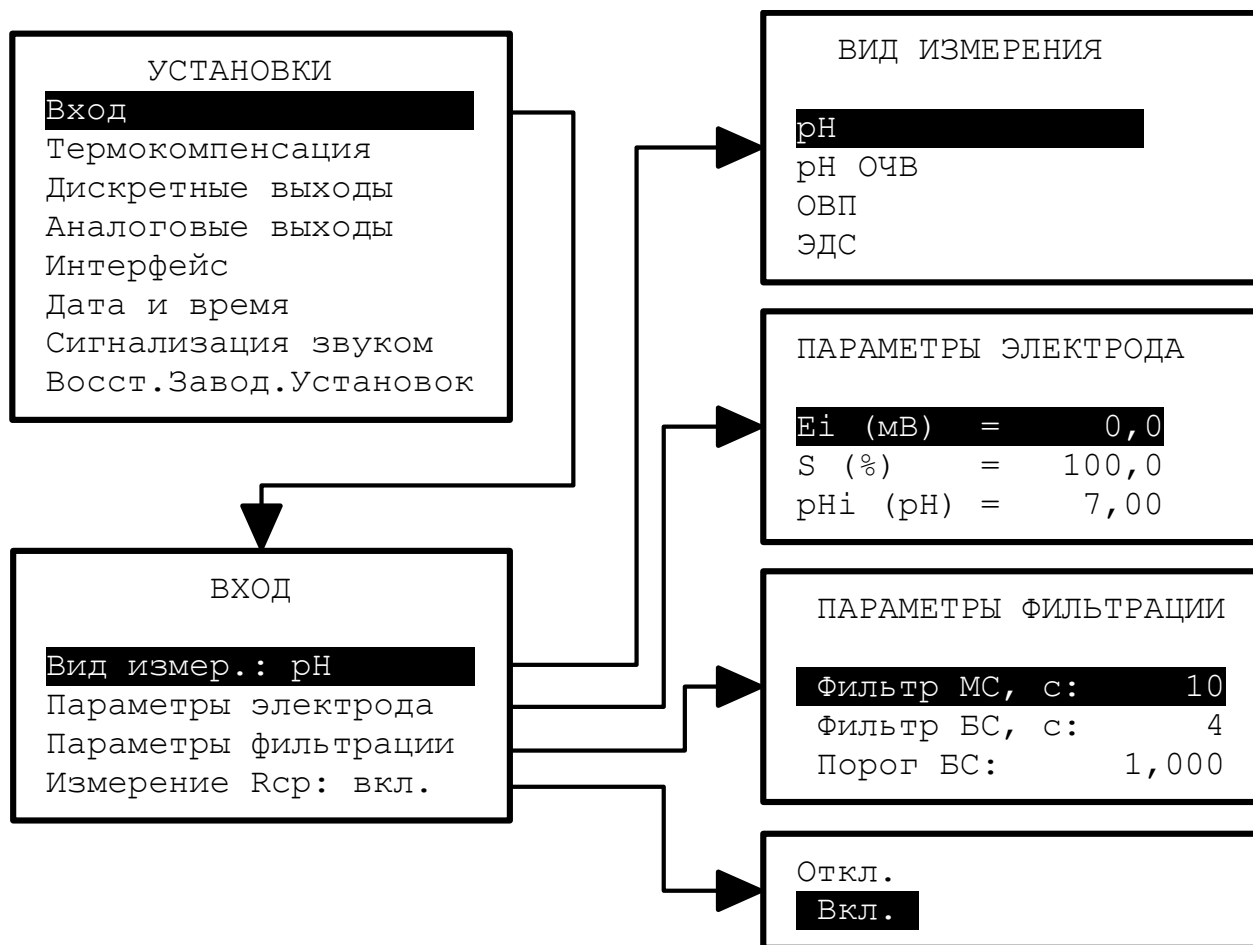 УСТАНОВКИ
Вход
Термокомпенсация
Дискретные выходы
Аналоговые выходы
Интерфейс
Дата и время
Сигнализация звуком
Восст.Завод.Установок
ВХОД
Вид измер.: pH
Параметры электрода
Параметры фильтрации
Измерение Rср: вкл.
ВИД ИЗМЕРЕНИЯ
pH
pH ОЧВ
ОВП
ЭДС
ПАРАМЕТРЫ ЭЛЕКТРОДА
Ei (мВ) = 0,0
S (%) = 100,0
pHi (pH) = 7,00
ПАРАМЕТРЫ ФИЛЬТРАЦИИ
Фильтр МС, с: 10
Фильтр БС, с: 4
Порог БС: 1,000
Откл.
Вкл.